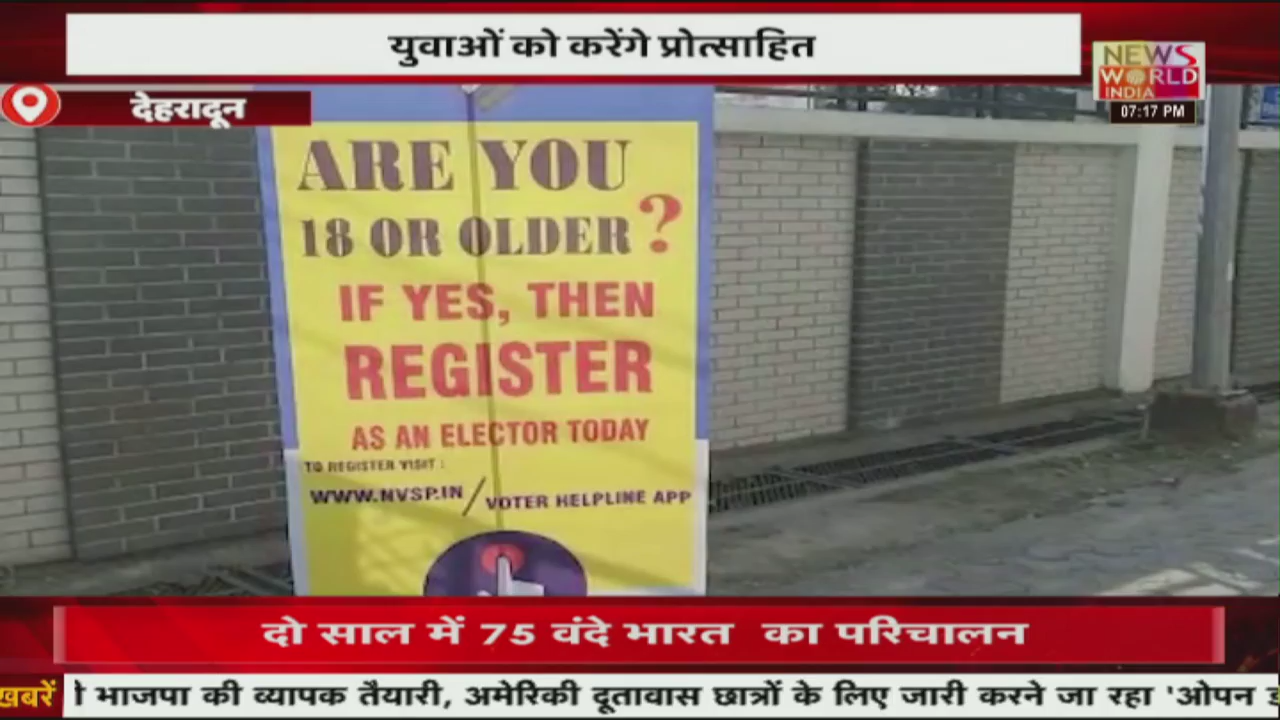 युवाओं को करेंगे प्रोत्साहित
NEWS
WORLD
INDIA
07:17 PM
देहरादून
ARE YOU
18 OR OLDER?
IF YES, THEN
REGISTER
AS AN ELECTOR TODAY
TO REGISTER VISIT :
WWW.NVSP.IN / VOTER HELPLINE APP
दो साल में 75 वंदे भारत का परिचालन
खबरें
भाजपा की व्यापक तैयारी, अमेरिकी दूतावास छात्रों के लिए जारी करने जा रहा 'ओपन